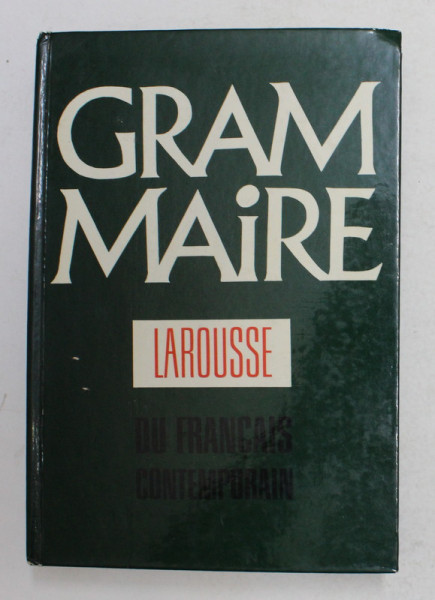 GRAM
MAiRE
LAROUSSE
DU FRANÇAIS
CONTEMPORAIN